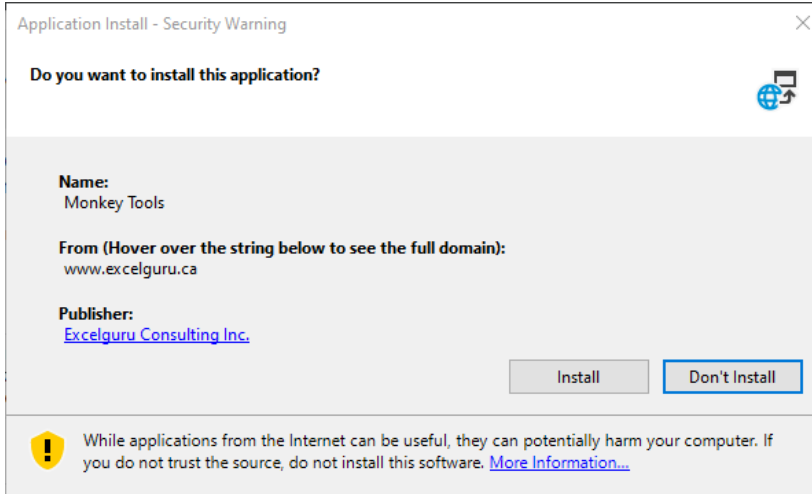 Application Install - Security Warning
Do you want to install this application?
Name:
Monkey Tools
From (Hover over the string below to see the full domain):
www.excelguru.ca
Publisher:
Excelguru Consulting Inc.
Install
Don't Install
While applications from the Internet can be useful, they can potentially harm your computer. If
you do not trust the source, do not install this software. More Information...